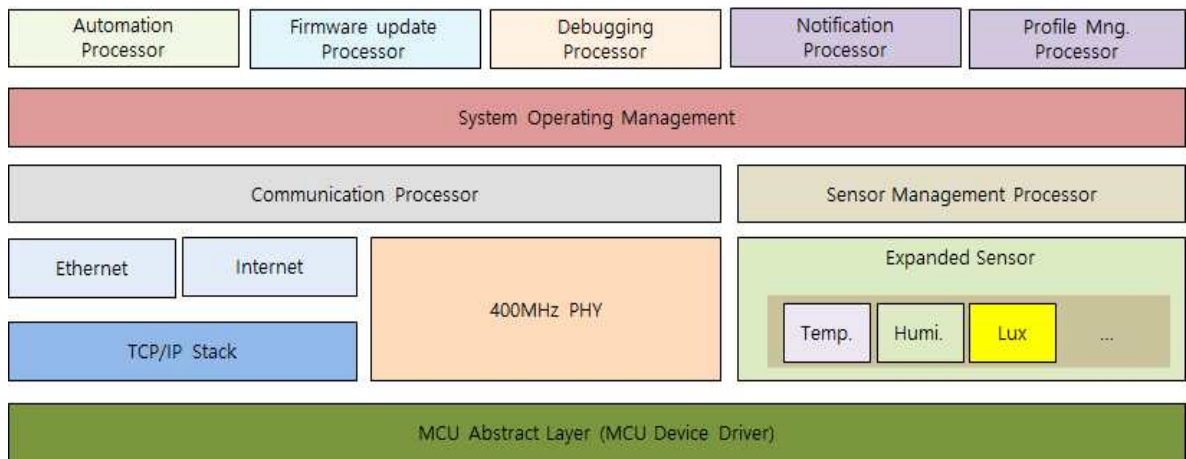 Automation
Processor
Firmware update
Processor
Debugging
Processor
Notification
Processor
Profile Mng.
Processor
System Operating Management
Communication Processor
Sensor Management Processor
Ethernet
Internet
400MHz PHY
Expanded Sensor
Temp.
Humi.
Lux
...
TCP/IP Stack
MCU Abstract Layer (MCU Device Driver)